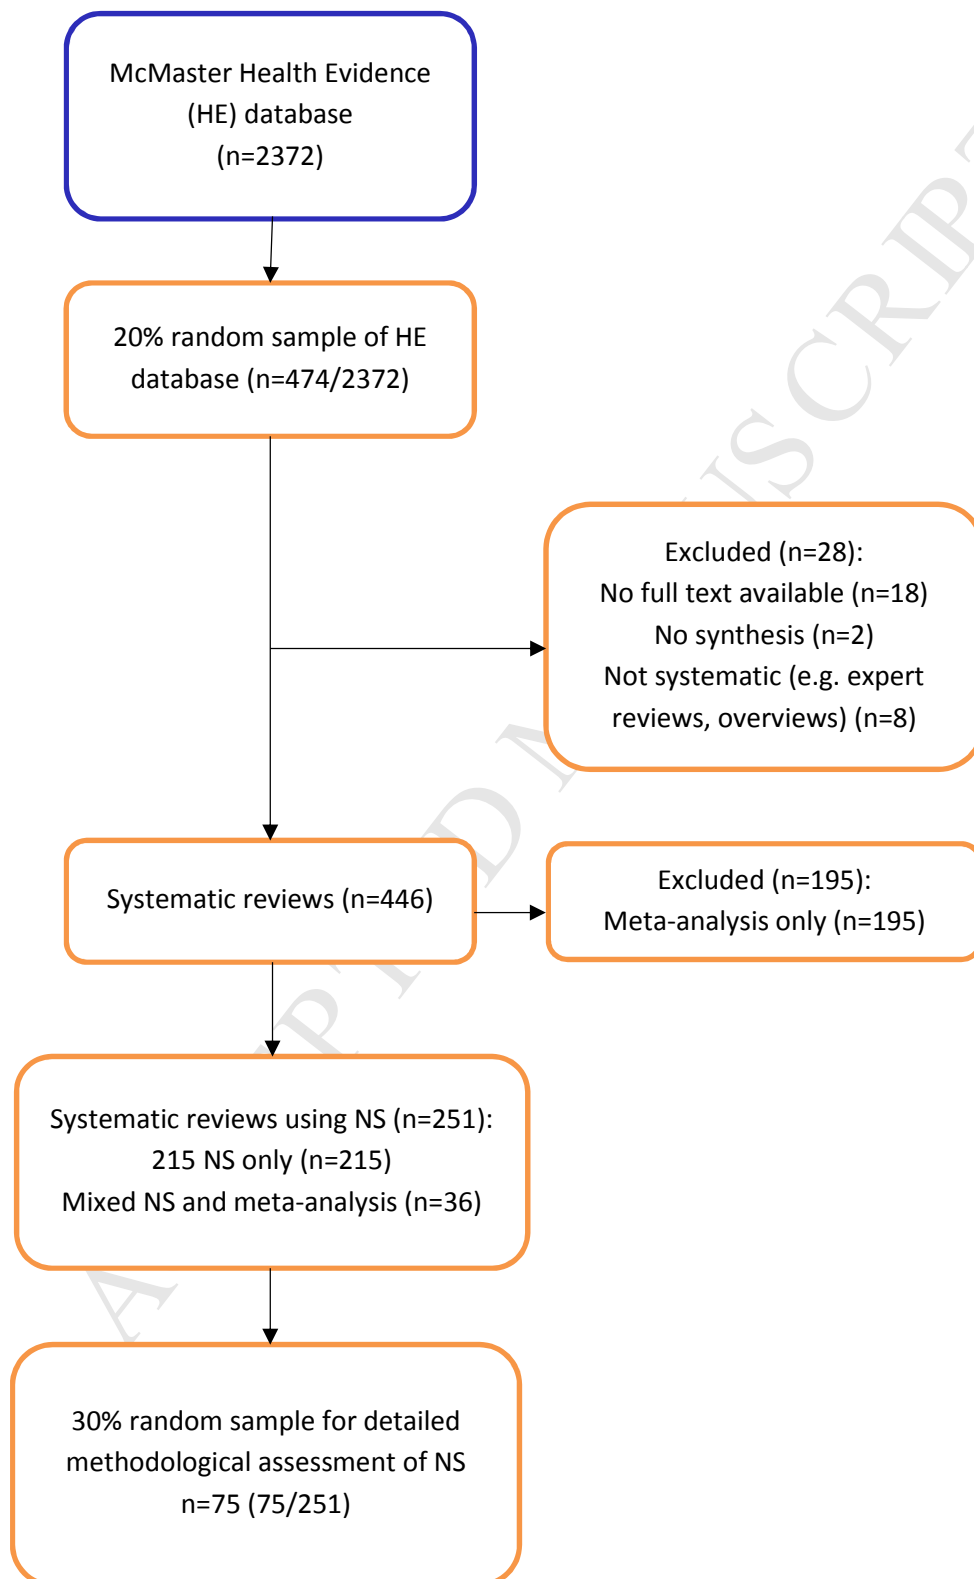 McMaster Health Evidence
(HE) database
(n=2372)
20% random sample of HE
database (n=474/2372)
Excluded (n=28):
No full text available (n=18)
No synthesis (n=2)
Not systematic (e.g. expert
reviews, overviews) (n=8)
Systematic reviews (n=446)
Excluded (n=195):
Meta-analysis only (n=195)
Systematic reviews using NS (n=251):
215 NS only (n=215)
Mixed NS and meta-analysis (n=36)
30% random sample for detailed
methodological assessment of NS
n=75 (75/251)